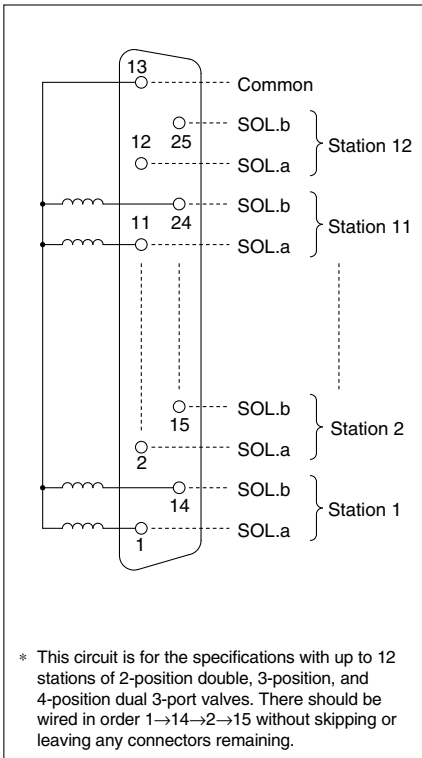 13
Common
SOL.b
12 25
Station 12
SOL.a
SOL.b
11 24
Station 11
SOL.a
SOL.b
15
Station 2
SOL.a
2
SOL.b
14
Station 1
SOL.a
1
* This circuit is for the specifications with up to 12
stations of 2-position double, 3-position, and
4-position dual 3-port valves. There should be
wired in order 1→14→2→15 without skipping or
leaving any connectors remaining.